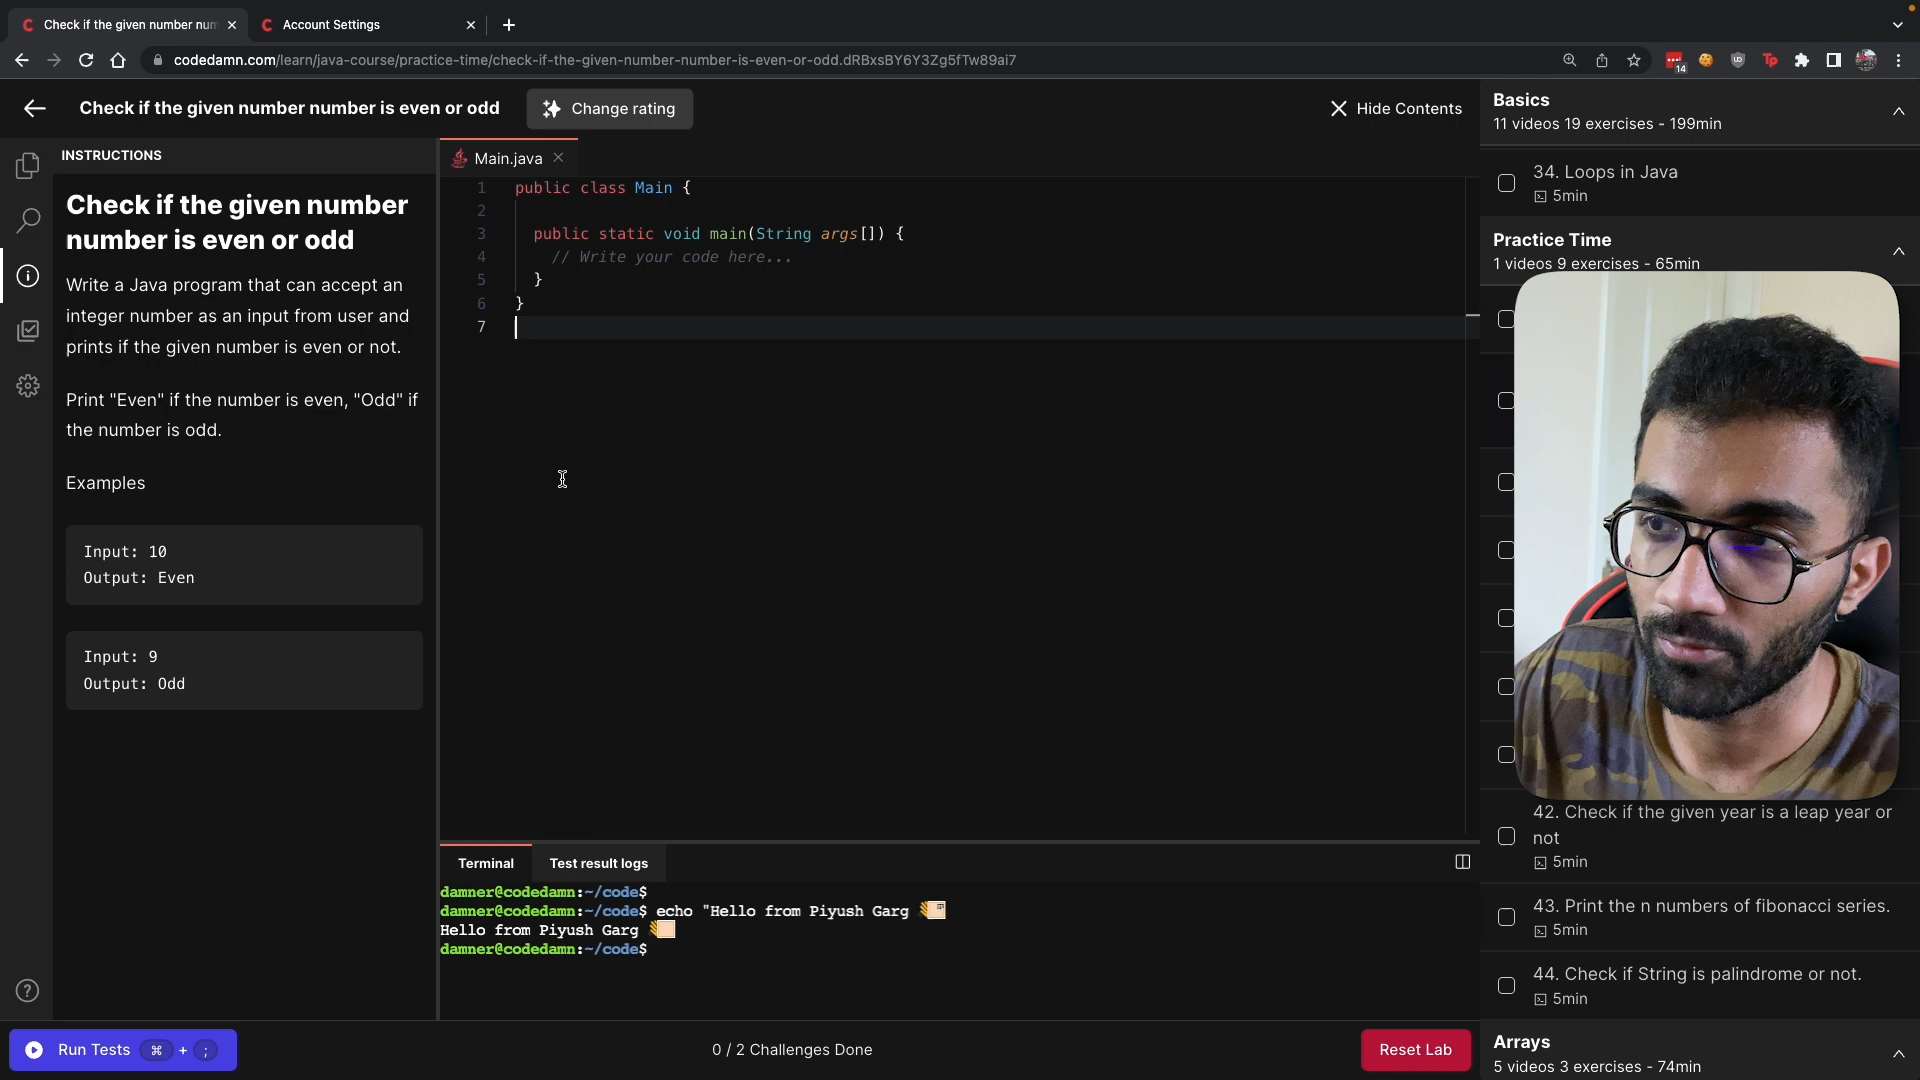 Check if the given number num
Account Settings
codedamn.com/learn/java-course/practice-time/check-if-the-given-number-number-is-even-or-odd.dRBxsBY6Y3Zg5fTw89ai7
14
Check if the given number number is even or odd
Change rating
Hide Contents
INSTRUCTIONS
Check if the given number
number is even or odd
Write a Java program that can accept an
integer number as an input from user and
prints if the given number is even or not.
Print "Even" if the number is even, "Odd" if
the number is odd.
Examples
Input: 10
Output: Even
Input: 9
Output: Odd
Main.java
1 public class Main {
2
3 public static void main(String args[]) {
4 // Write your code here...
5 }
6 }
7
Terminal
Test result logs
damner@codedamn:~/code$
damner@codedamn:~/code$ echo "Hello from Piyush Garg
Hello from Piyush Garg
damner@codedamn:~/code$
Run Tests ⌘ + ;
0 / 2 Challenges Done
Reset Lab
Basics
11 videos 19 exercises - 199min
34. Loops in Java
5min
Practice Time
1 videos 9 exercises - 65min
42. Check if the given year is a leap year or
not
5min
43. Print the n numbers of fibonacci series.
5min
44. Check if String is palindrome or not.
5min
Arrays
5 videos 3 exercises - 74min